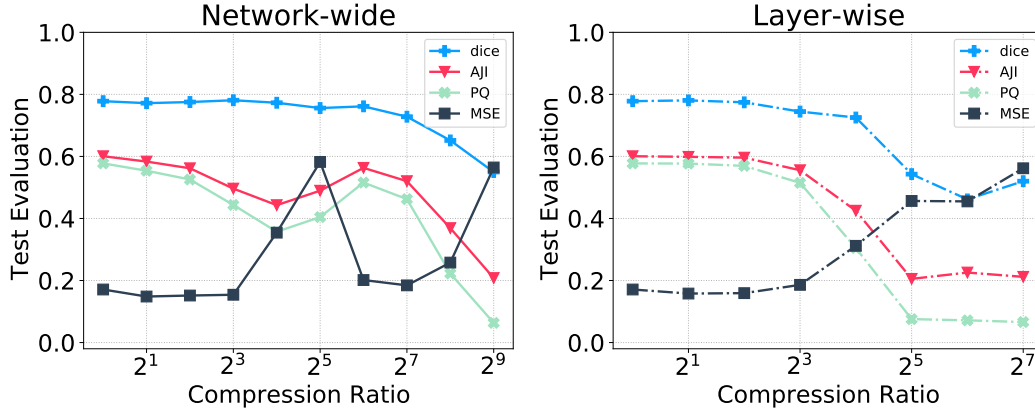 Network-wide
1.0
0.8
0.6
0.4
0.2
0.0
Test Evaluation
2^1
2^3
2^5
2^7
2^9
Compression Ratio
dice
AJI
PQ
MSE
Layer-wise
1.0
0.8
0.6
0.4
0.2
0.0
Test Evaluation
2^1
2^3
2^5
2^7
Compression Ratio
dice
AJI
PQ
MSE